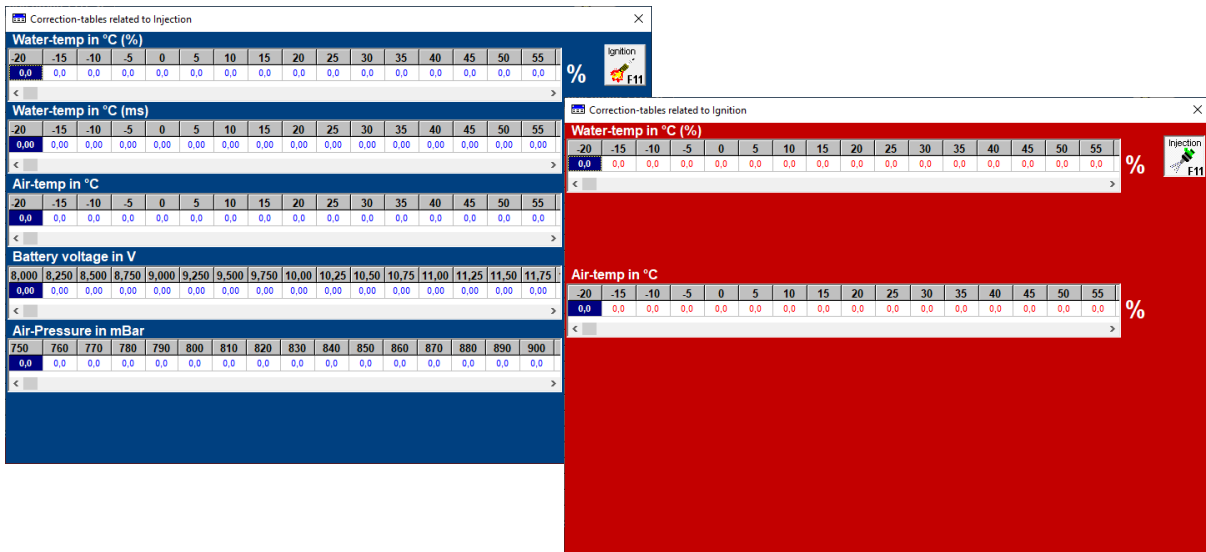 Correction-tables related to Injection
Water-temp in °C (%)
-20 -15 -10 -5 0 5 10 15 20 25 30 35 40 45 50 55
0,0 0,0 0,0 0,0 0,0 0,0 0,0 0,0 0,0 0,0 0,0 0,0 0,0 0,0 0,0 0,0
%
Ignition
F11
Water-temp in °C (ms)
-20 -15 -10 -5 0 5 10 15 20 25 30 35 40 45 50 55
0,00 0,00 0,00 0,00 0,00 0,00 0,00 0,00 0,00 0,00 0,00 0,00 0,00 0,00 0,00 0,00
Air-temp in °C
-20 -15 -10 -5 0 5 10 15 20 25 30 35 40 45 50 55
0,0 0,0 0,0 0,0 0,0 0,0 0,0 0,0 0,0 0,0 0,0 0,0 0,0 0,0 0,0 0,0
Battery voltage in V
8,000 8,250 8,500 8,750 9,000 9,250 9,500 9,750 10,00 10,25 10,50 10,75 11,00 11,25 11,50 11,75
0,00 0,00 0,00 0,00 0,00 0,00 0,00 0,00 0,00 0,00 0,00 0,00 0,00 0,00 0,00 0,00
Air-Pressure in mBar
750 760 770 780 790 800 810 820 830 840 850 860 870 880 890 900
0,0 0,0 0,0 0,0 0,0 0,0 0,0 0,0 0,0 0,0 0,0 0,0 0,0 0,0 0,0 0,0
Correction-tables related to Ignition
Water-temp in °C (%)
-20 -15 -10 -5 0 5 10 15 20 25 30 35 40 45 50 55
0,0 0,0 0,0 0,0 0,0 0,0 0,0 0,0 0,0 0,0 0,0 0,0 0,0 0,0 0,0 0,0
%
Injection
F11
Air-temp in °C
-20 -15 -10 -5 0 5 10 15 20 25 30 35 40 45 50 55
0,0 0,0 0,0 0,0 0,0 0,0 0,0 0,0 0,0 0,0 0,0 0,0 0,0 0,0 0,0 0,0
%